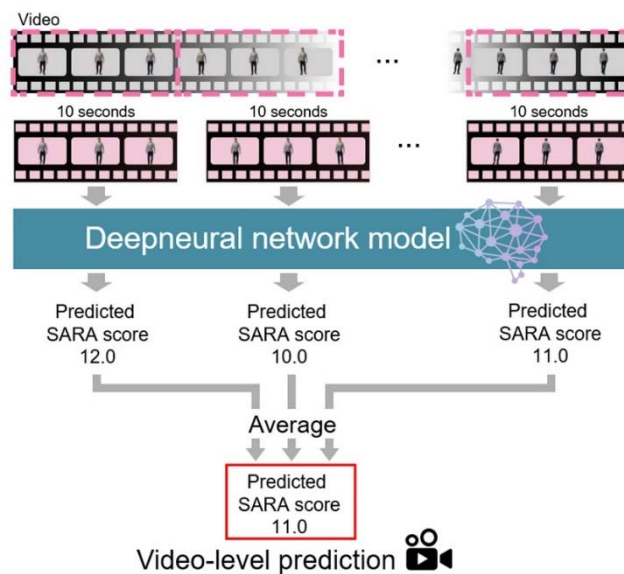 Video
...
10 seconds 10 seconds 10 seconds
...
Deepneural network model
Predicted Predicted Predicted
SARA score SARA score SARA score
12.0 10.0 11.0
Average
Predicted
SARA score
11.0
Video-level prediction